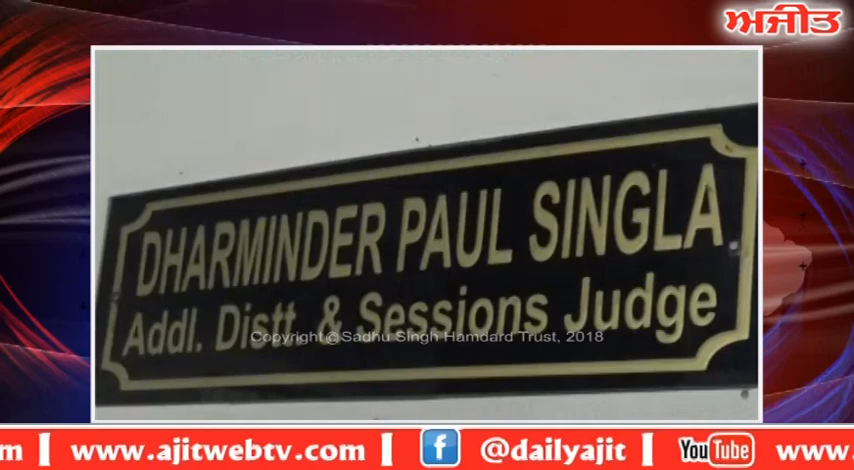 ਅਜੀਤ
DHARMINDER PAUL SINGLA
Addl. Distt. & Sessions Judge
Copyright © Sadhu Singh Hamdard Trust, 2018
m | www.ajitwebtv.com | f @dailyajit | YouTube www.